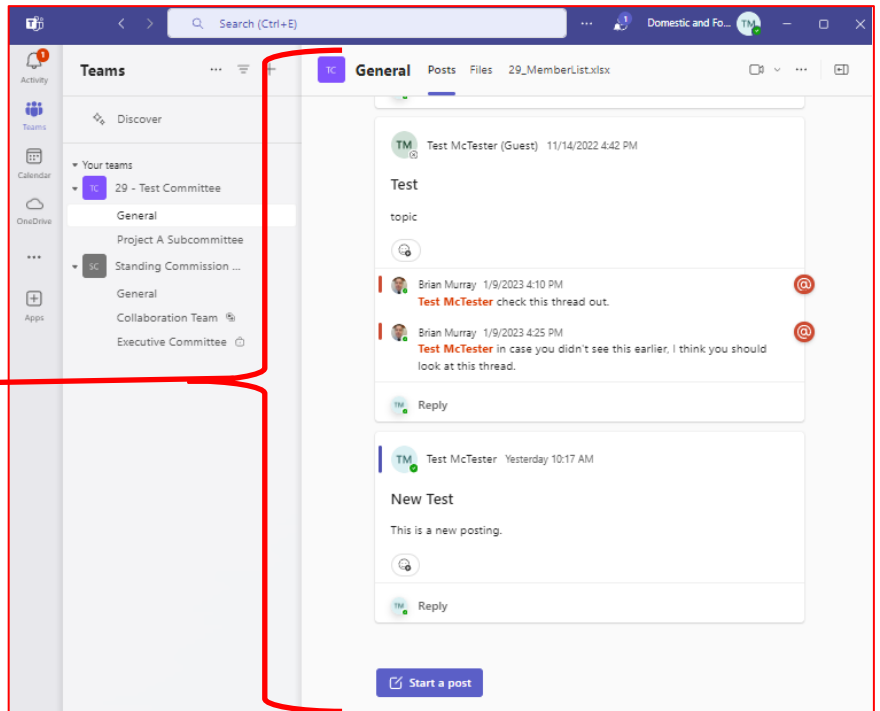 Search (Ctrl+E)
1
Domestic and Fo...
TM
1
Activity
Teams
Calendar
OneDrive
Apps
Teams
Discover
Your teams
TC
29 - Test Committee
General
Project A Subcommittee
SC
Standing Commission ...
General
Collaboration Team
Executive Committee
TC
General
Posts
Files
29_MemberList.xlsx
TM
Test McTester (Guest) 11/14/2022 4:42 PM
Test
topic
Brian Murray 1/9/2023 4:10 PM
@
Test McTester check this thread out.
Brian Murray 1/9/2023 4:25 PM
@
Test McTester in case you didn't see this earlier, I think you should
look at this thread.
TM
Reply
TM
Test McTester Yesterday 10:17 AM
New Test
This is a new posting.
TM
Reply
Start a post